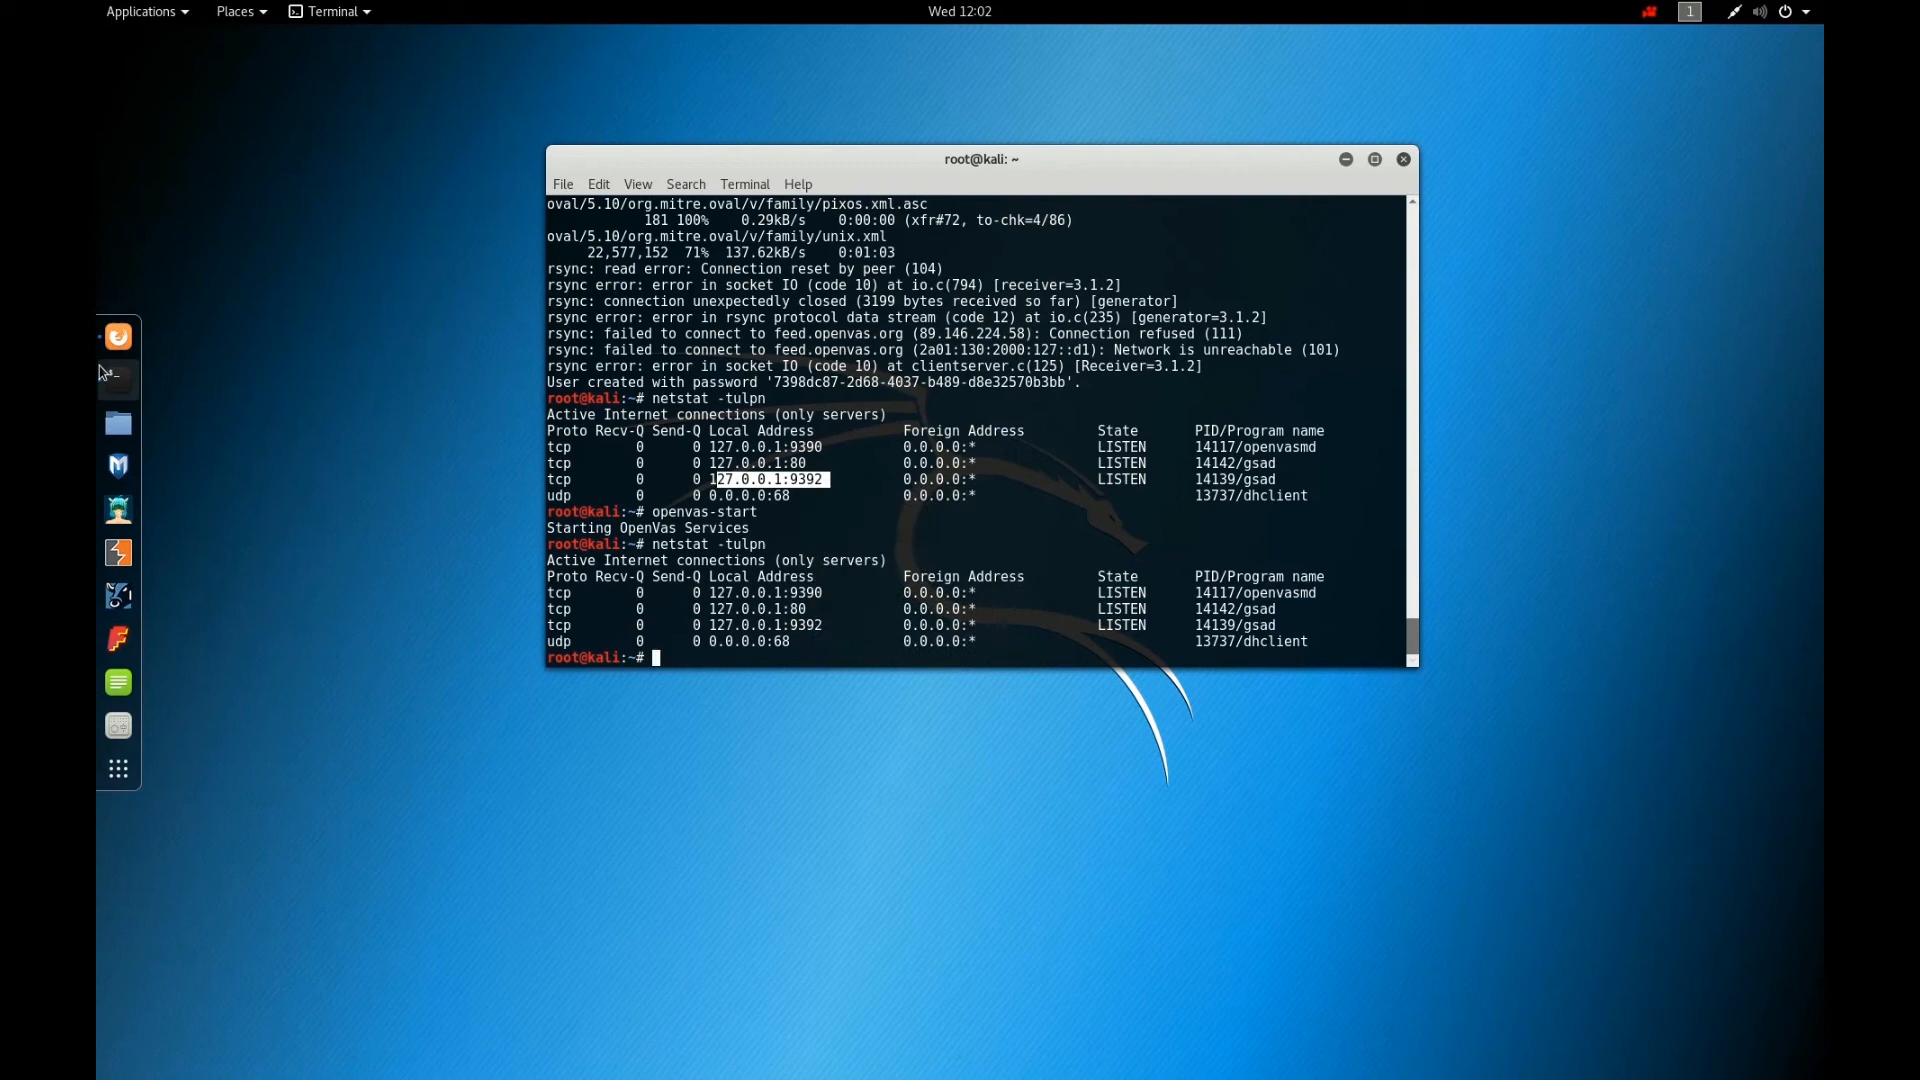 Applications Places Terminal Wed 12:02 1
root@kali: ~
File Edit View Search Terminal Help
oval/5.10/org.mitre.oval/v/family/pixos.xml.asc
181 100% 0.29kB/s 0:00:00 (xfr#72, to-chk=4/86)
oval/5.10/org.mitre.oval/v/family/unix.xml
22,577,152 71% 137.62kB/s 0:01:03
rsync: read error: Connection reset by peer (104)
rsync error: error in socket IO (code 10) at io.c(794) [receiver=3.1.2]
rsync: connection unexpectedly closed (3199 bytes received so far) [generator]
rsync error: error in rsync protocol data stream (code 12) at io.c(235) [generator=3.1.2]
rsync: failed to connect to feed.openvas.org (89.146.224.58): Connection refused (111)
rsync: failed to connect to feed.openvas.org (2a01:130:2000:127::d1): Network is unreachable (101)
rsync error: error in socket IO (code 10) at clientserver.c(125) [Receiver=3.1.2]
User created with password '7398dc87-2d68-4037-b489-d8e32570b3bb'.
root@kali:~# netstat -tulpn
Active Internet connections (only servers)
Proto Recv-Q Send-Q Local Address Foreign Address State PID/Program name
tcp 0 0 127.0.0.1:9390 0.0.0.0:* LISTEN 14117/openvasmd
tcp 0 0 127.0.0.1:80 0.0.0.0:* LISTEN 14142/gsad
tcp 0 0 127.0.0.1:9392 0.0.0.0:* LISTEN 14139/gsad
udp 0 0 0.0.0.0:68 0.0.0.0:* 13737/dhclient
root@kali:~# openvas-start
Starting OpenVas Services
root@kali:~# netstat -tulpn
Active Internet connections (only servers)
Proto Recv-Q Send-Q Local Address Foreign Address State PID/Program name
tcp 0 0 127.0.0.1:9390 0.0.0.0:* LISTEN 14117/openvasmd
tcp 0 0 127.0.0.1:80 0.0.0.0:* LISTEN 14142/gsad
tcp 0 0 127.0.0.1:9392 0.0.0.0:* LISTEN 14139/gsad
udp 0 0 0.0.0.0:68 0.0.0.0:* 13737/dhclient
root@kali:~#